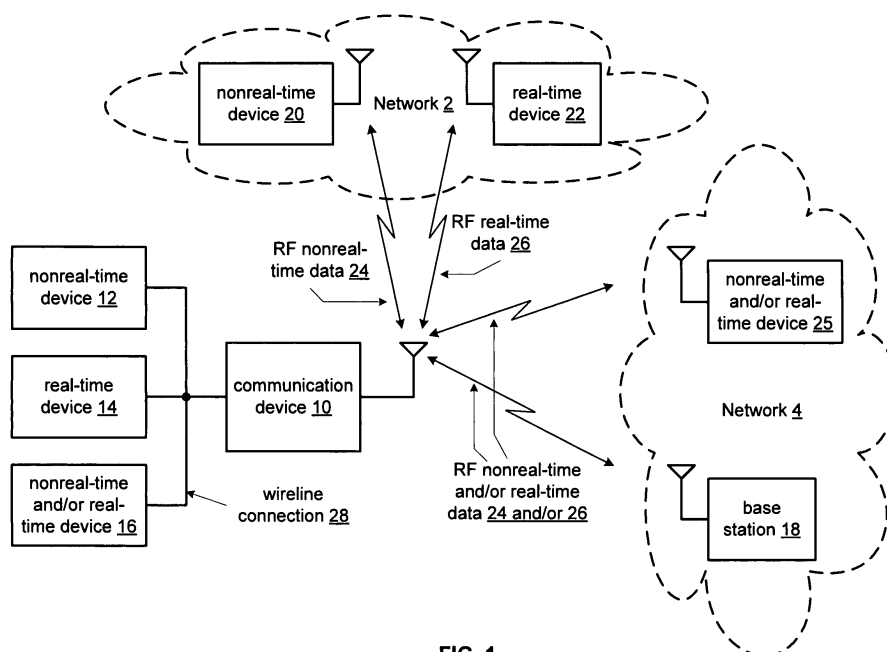 nonreal-time
device 20
Network 2
real-time
device 22
RF nonreal-
time data 24
RF real-time
data 26
nonreal-time
device 12
real-time
device 14
nonreal-time
and/or real-
time device 16
communication
device 10
wireline
connection 28
RF nonreal-time
and/or real-time
data 24 and/or 26
nonreal-time
and/or real-
time device 25
Network 4
base
station 18
FIG. 1